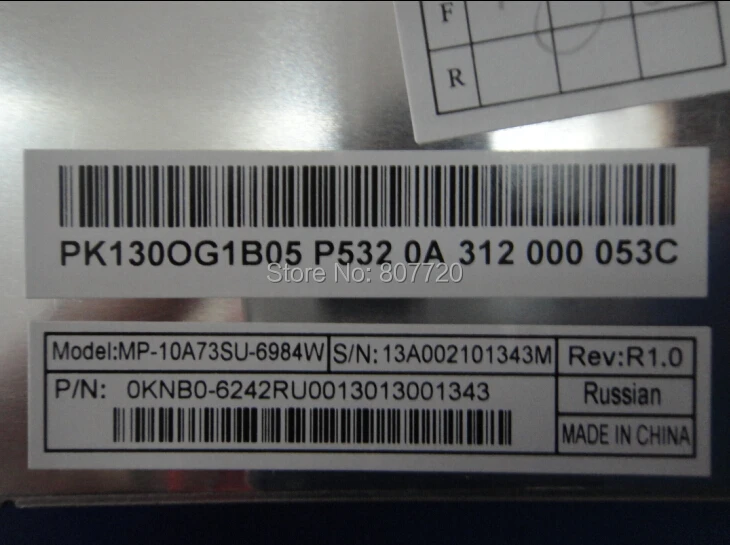 F
R
PK130OG1B05 P532 0A 312 000 053C
Store No: 807720
Model:MP-10A73SU-6984W S/N:13A002101343M Rev:R1.0
P/N: 0KNB0-6242RU0013013001343 Russian
MADE IN CHINA